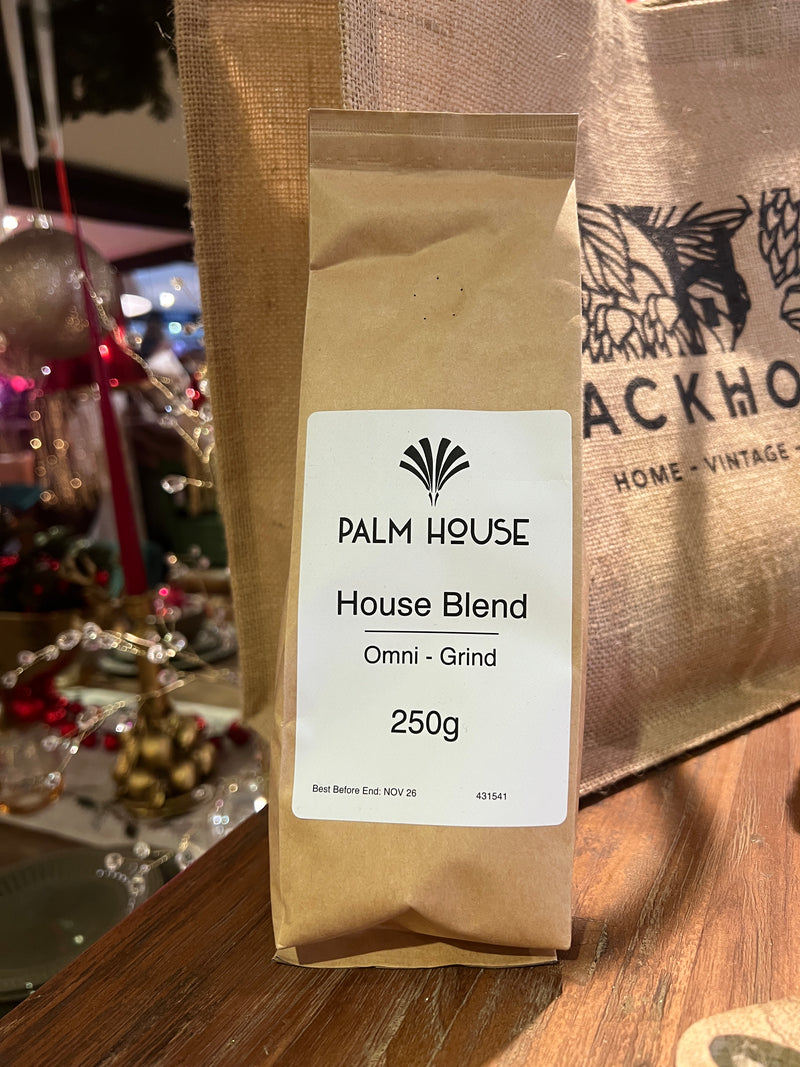 PALM HOUSE
House Blend
Omni - Grind
250g
Best Before End: NOV 26
431541
ACKHO
HOME - VINTAGE -